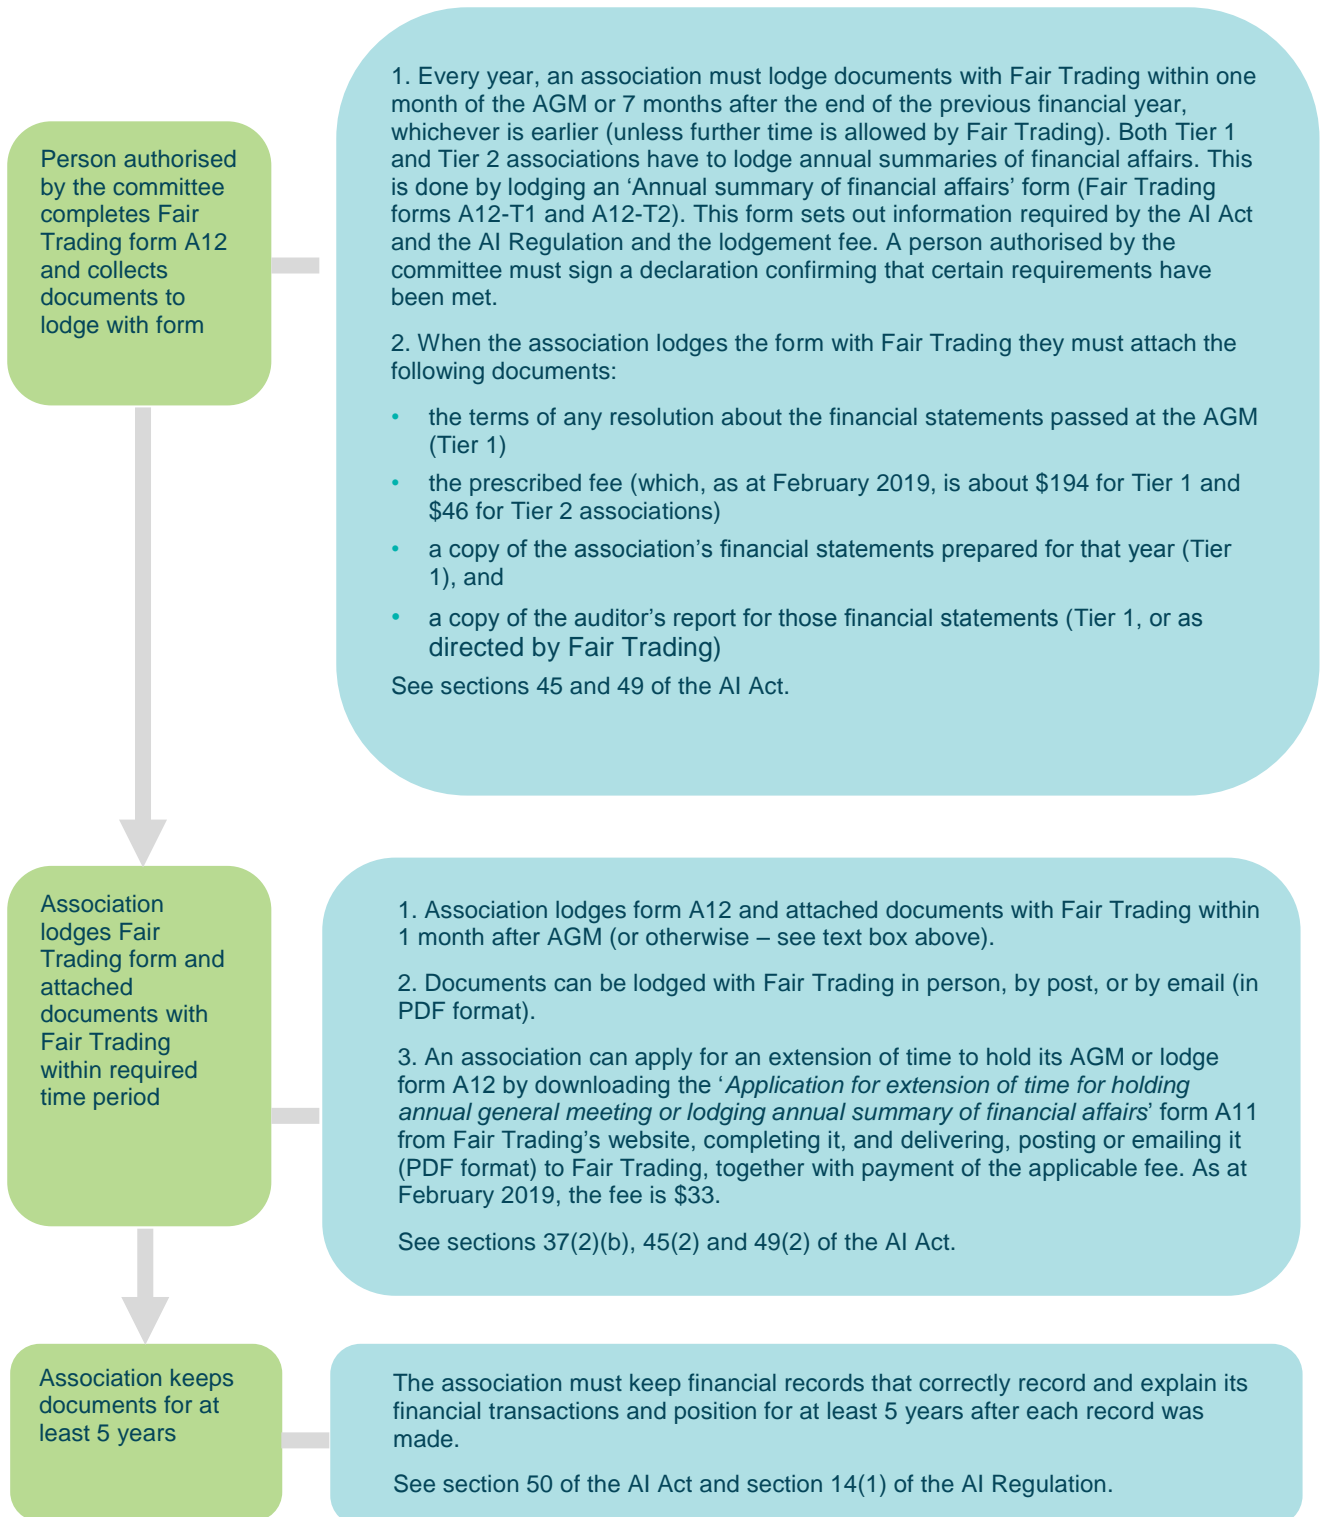 Person authorised
by the committee
completes Fair
Trading form A12
and collects
documents to
lodge with form
1. Every year, an association must lodge documents with Fair Trading within one
month of the AGM or 7 months after the end of the previous financial year,
whichever is earlier (unless further time is allowed by Fair Trading). Both Tier 1
and Tier 2 associations have to lodge annual summaries of financial affairs. This
is done by lodging an ‘Annual summary of financial affairs’ form (Fair Trading
forms A12-T1 and A12-T2). This form sets out information required by the AI Act
and the AI Regulation and the lodgement fee. A person authorised by the
committee must sign a declaration confirming that certain requirements have
been met.
2. When the association lodges the form with Fair Trading they must attach the
following documents:
• the terms of any resolution about the financial statements passed at the AGM
(Tier 1)
• the prescribed fee (which, as at February 2019, is about $194 for Tier 1 and
$46 for Tier 2 associations)
• a copy of the association’s financial statements prepared for that year (Tier
1), and
• a copy of the auditor’s report for those financial statements (Tier 1, or as
directed by Fair Trading)
See sections 45 and 49 of the AI Act.
Association
lodges Fair
Trading form and
attached
documents with
Fair Trading
within required
time period
1. Association lodges form A12 and attached documents with Fair Trading within
1 month after AGM (or otherwise – see text box above).
2. Documents can be lodged with Fair Trading in person, by post, or by email (in
PDF format).
3. An association can apply for an extension of time to hold its AGM or lodge
form A12 by downloading the ‘Application for extension of time for holding
annual general meeting or lodging annual summary of financial affairs’ form A11
from Fair Trading’s website, completing it, and delivering, posting or emailing it
(PDF format) to Fair Trading, together with payment of the applicable fee. As at
February 2019, the fee is $33.
See sections 37(2)(b), 45(2) and 49(2) of the AI Act.
Association keeps
documents for at
least 5 years
The association must keep financial records that correctly record and explain its
financial transactions and position for at least 5 years after each record was
made.
See section 50 of the AI Act and section 14(1) of the AI Regulation.